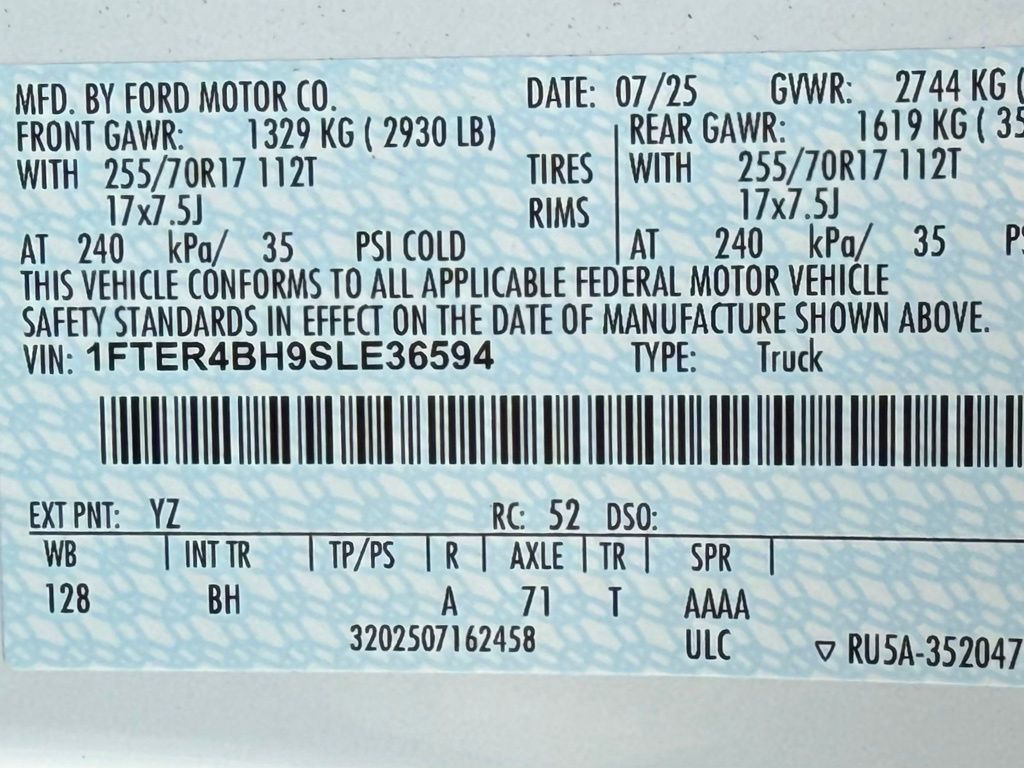 MFD. BY FORD MOTOR CO. DATE: 07/25 GVWR: 2744 KG (
FRONT GAWR: 1329 KG ( 2930 LB) REAR GAWR: 1619 KG ( 35
WITH 255/70R17 112T TIRES WITH 255/70R17 112T
17x7.5J RIMS 17x7.5J
AT 240 kPa/ 35 PSI COLD AT 240 kPa/ 35 PS
THIS VEHICLE CONFORMS TO ALL APPLICABLE FEDERAL MOTOR VEHICLE
SAFETY STANDARDS IN EFFECT ON THE DATE OF MANUFACTURE SHOWN ABOVE.
VIN: 1FTER4BH9SLE36594 TYPE: Truck
EXT PNT: YZ RC: 52 DSO:
WB INT TR TP/PS R AXLE TR SPR
128 BH A 71 T AAAA
3202507162458 ULC ▽ RU5A-352047